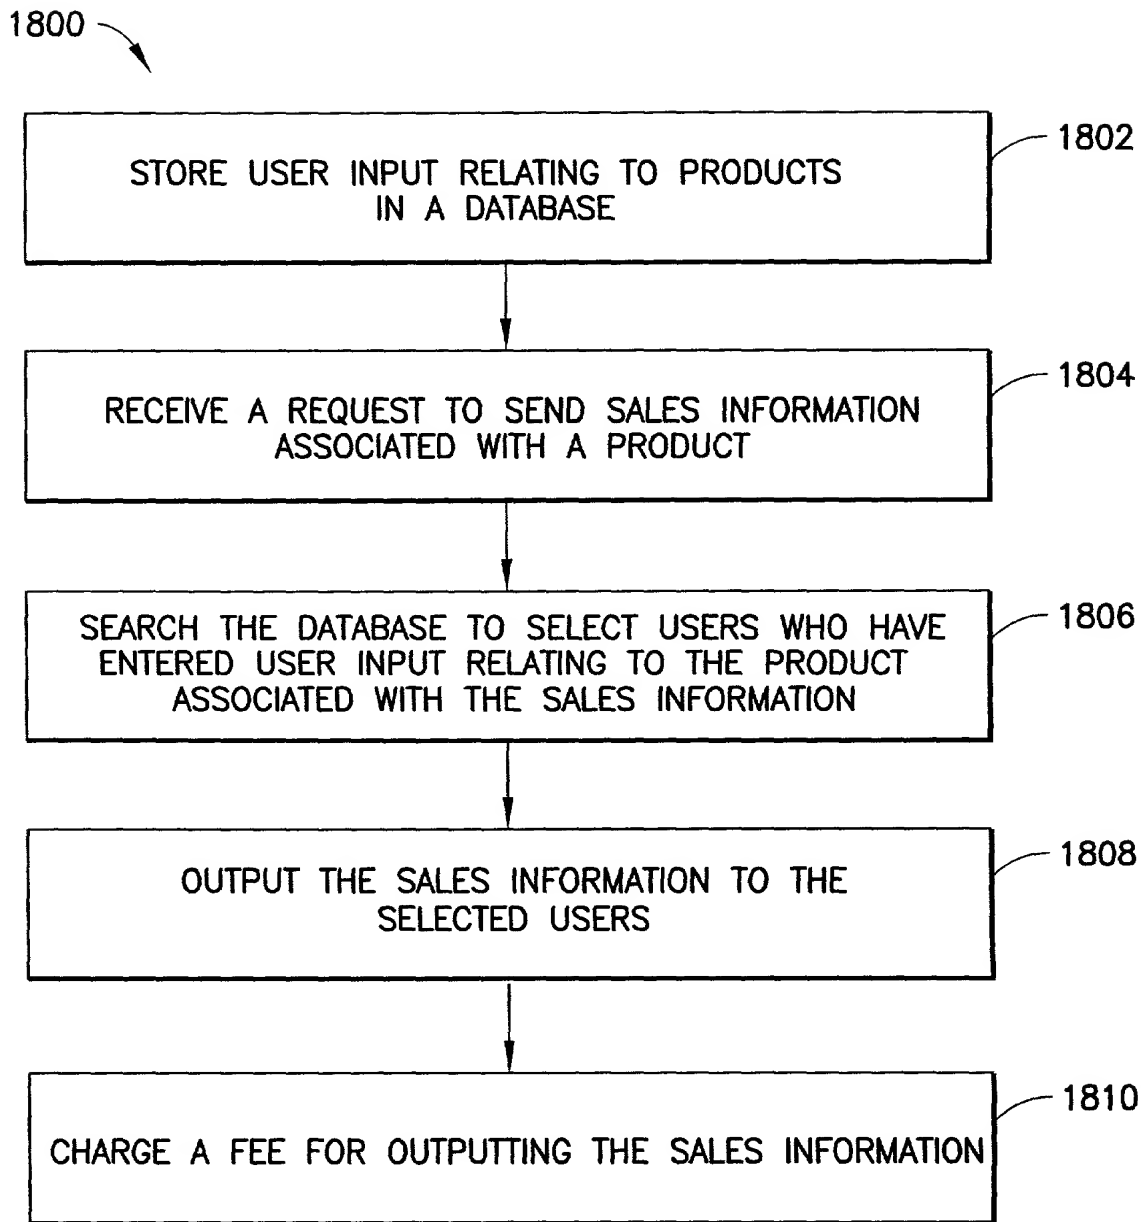 1800
STORE USER INPUT RELATING TO PRODUCTS
IN A DATABASE
1802
RECEIVE A REQUEST TO SEND SALES INFORMATION
ASSOCIATED WITH A PRODUCT
1804
SEARCH THE DATABASE TO SELECT USERS WHO HAVE
ENTERED USER INPUT RELATING TO THE PRODUCT
ASSOCIATED WITH THE SALES INFORMATION
1806
OUTPUT THE SALES INFORMATION TO THE
SELECTED USERS
1808
CHARGE A FEE FOR OUTPUTTING THE SALES INFORMATION
1810